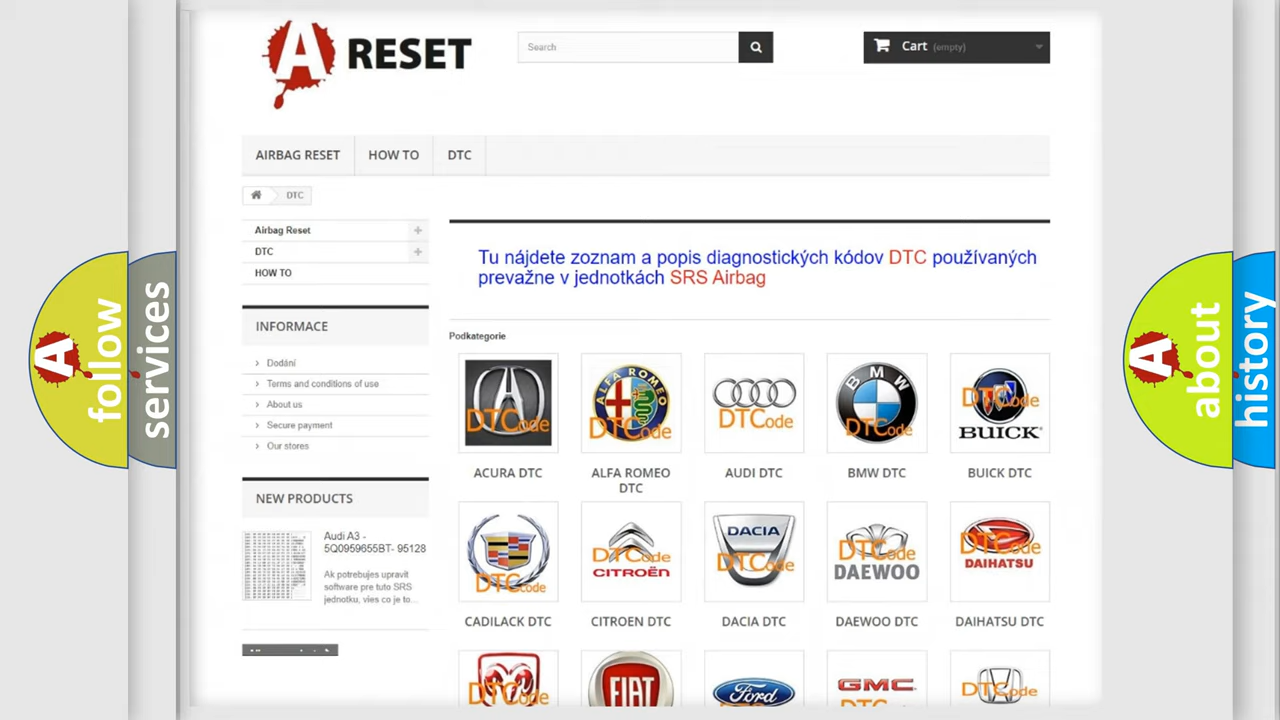 A RESET
Search
Cart (empty)
AIRBAG RESET
HOW TO
DTC
DTC
Airbag Reset
DTC
HOW TO
Tu nájdete zoznam a popis diagnostických kódov DTC používaných
prevažne v jednotkách SRS Airbag
INFORMACE
Dodání
Terms and conditions of use
About us
Secure payment
Our stores
NEW PRODUCTS
Audi A3 -
5Q0959655BT- 95128
Ak potrebujes upravit
software pre tuto SRS
jednotku, vies co je to...
Podkategorie
DTCode
ALFA ROMEO
DTCode
DTCode
BMW
DTCode
DTCode
BUICK
ACURA DTC
ALFA ROMEO
DTC
AUDI DTC
BMW DTC
BUICK DTC
DTCode
DTCode
CITROËN
DACIA
DTCode
DTCode
DAEWOO
DTCode
DAIHATSU
CADILACK DTC
CITROEN DTC
DACIA DTC
DAEWOO DTC
DAIHATSU DTC
DTCode
FIAT
Ford
GMC
DTCode
A follow
services
A about
history